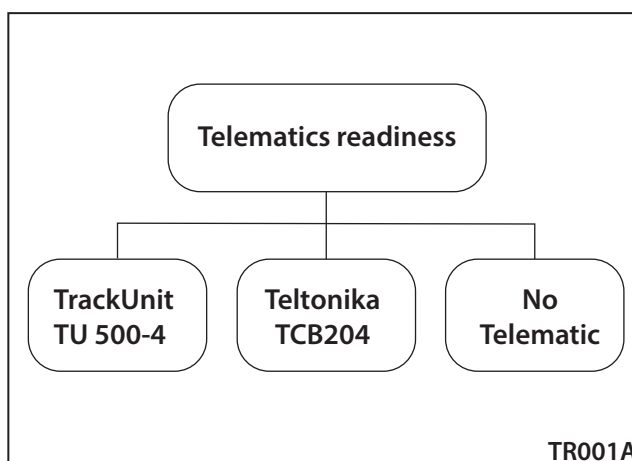 Telematics readiness
TrackUnit
TU 500-4
Teltonika
TCB204
No
Telematic
TR001A